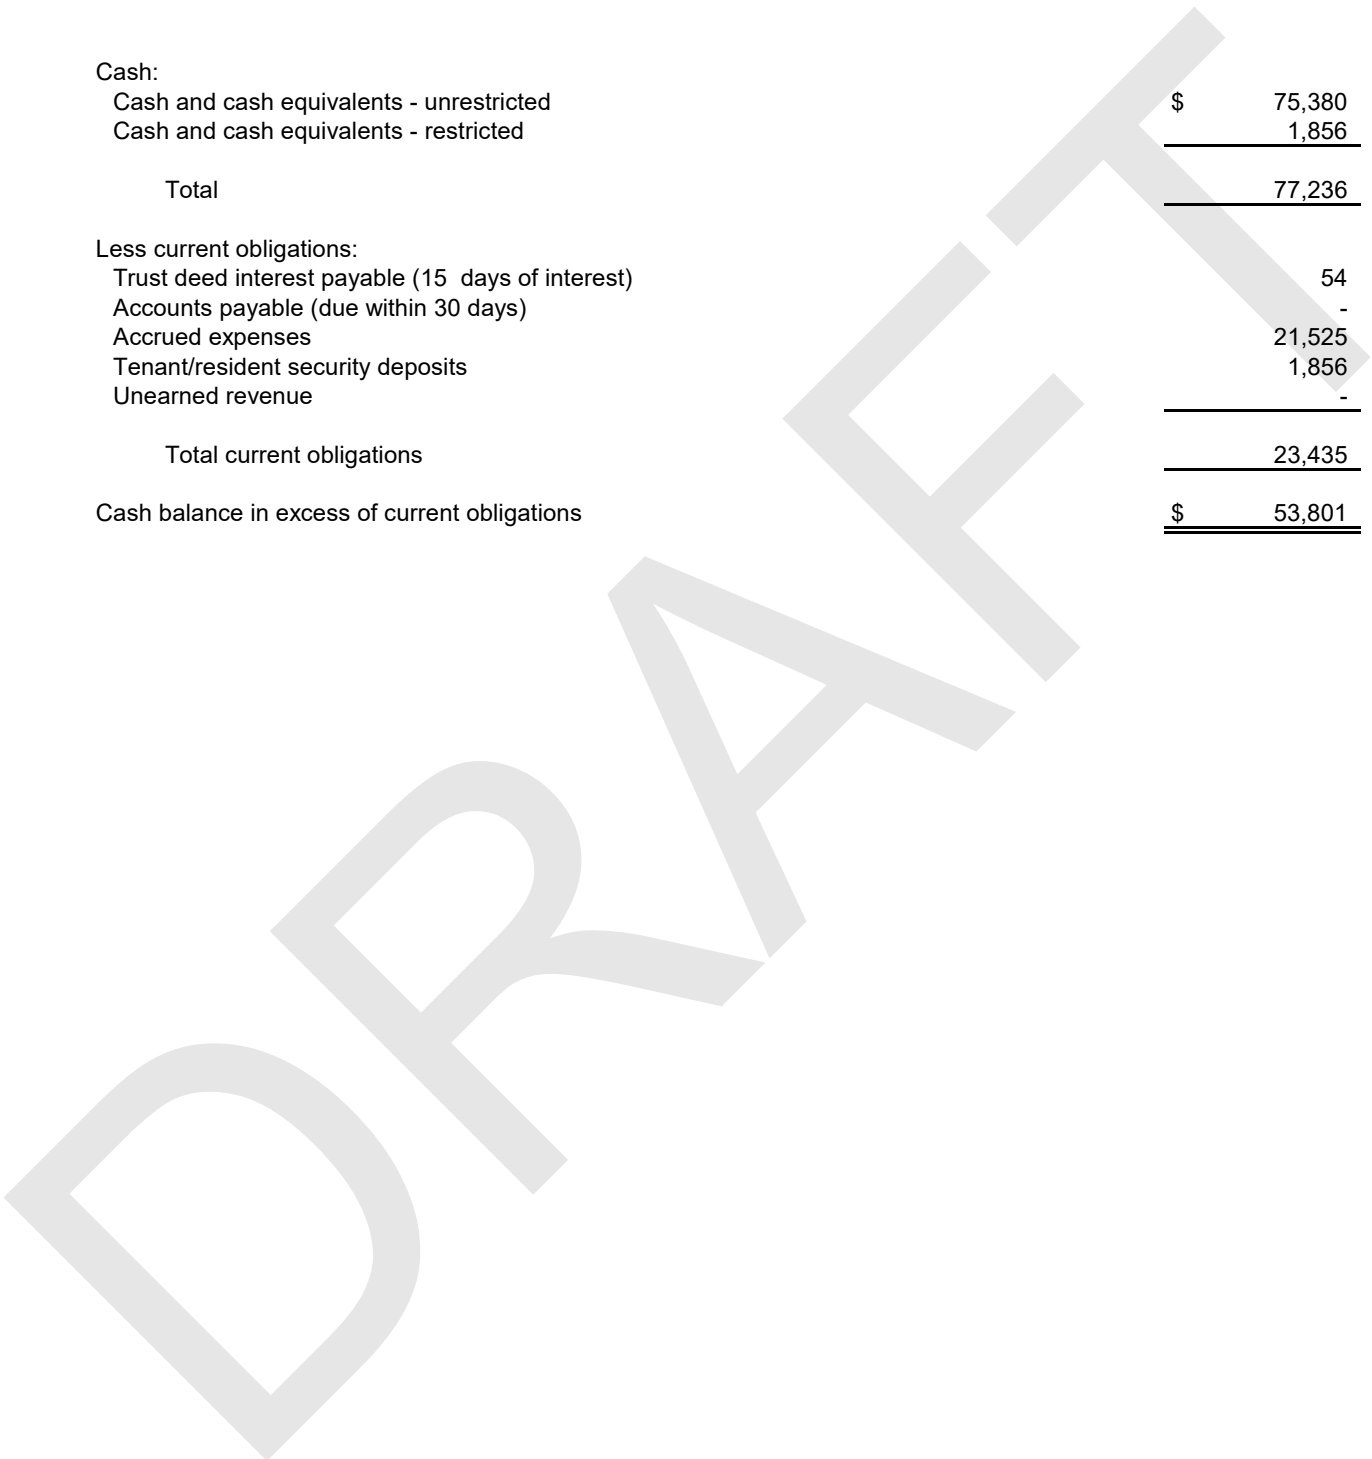 Cash:
Cash and cash equivalents - unrestricted $ 75,380
Cash and cash equivalents - restricted 1,856
Total 77,236
Less current obligations:
Trust deed interest payable (15  days of interest) 54
Accounts payable (due within 30 days) -
Accrued expenses 21,525
Tenant/resident security deposits 1,856
Unearned revenue -
Total current obligations 23,435
Cash balance in excess of current obligations $ 53,801
DRAFT